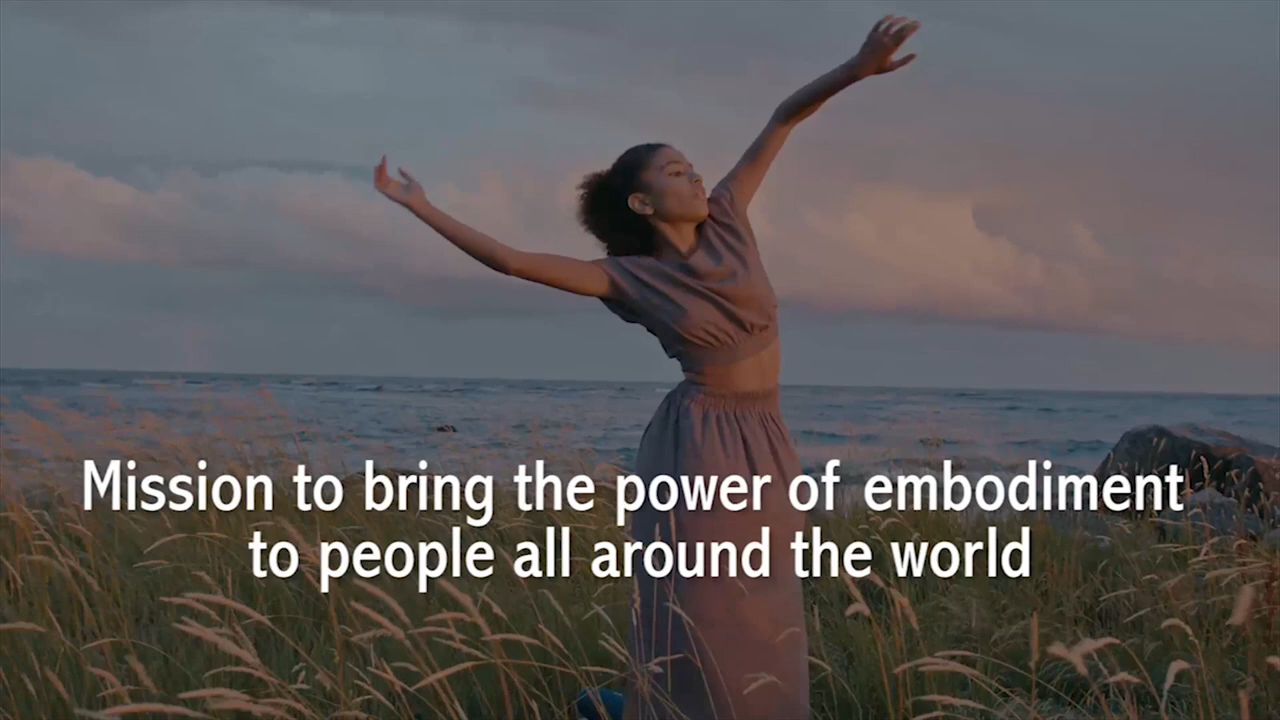 Mission to bring the power of embodiment
to people all around the world